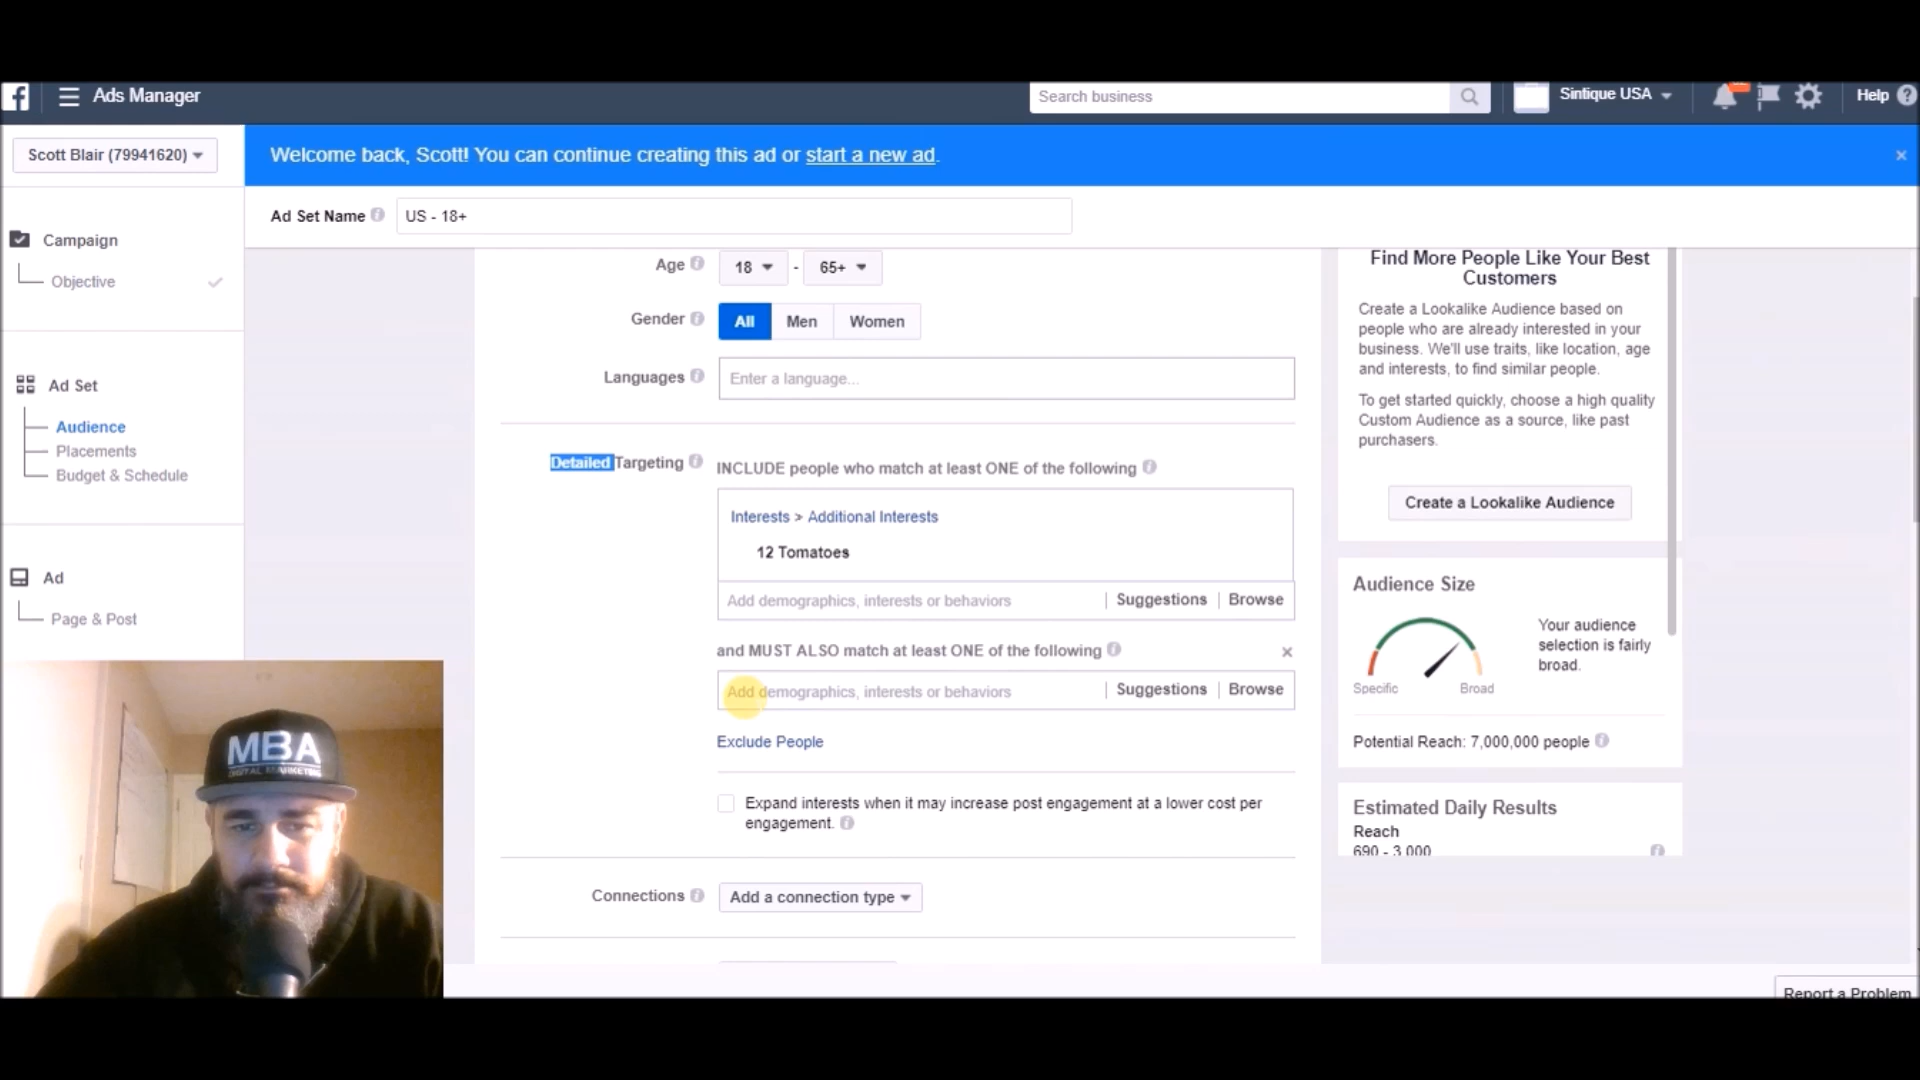 Ads Manager
Search business
Sintique USA
Help
Scott Blair (79941620)
Welcome back, Scott! You can continue creating this ad or start a new ad.
Ad Set Name
US - 18+
Campaign
Objective
Ad Set
Audience
Placements
Budget & Schedule
Ad
Page & Post
Age
18 - 65+
Gender
All Men Women
Languages
Enter a language...
Detailed Targeting
INCLUDE people who match at least ONE of the following
Interests > Additional Interests
12 Tomatoes
Add demographics, interests or behaviors | Suggestions | Browse
and MUST ALSO match at least ONE of the following
Add demographics, interests or behaviors | Suggestions | Browse
Exclude People
Expand interests when it may increase post engagement at a lower cost per
engagement.
Connections
Add a connection type
Find More People Like Your Best
Customers
Create a Lookalike Audience based on
people who are already interested in your
business. We'll use traits, like location, age
and interests, to find similar people.
To get started quickly, choose a high quality
Custom Audience as a source, like past
purchasers.
Create a Lookalike Audience
Audience Size
Specific
Broad
Your audience
selection is fairly
broad.
Potential Reach: 7,000,000 people
Estimated Daily Results
Reach
690 - 3,000
Report a Problem
MBA
DIGITAL MARKETING